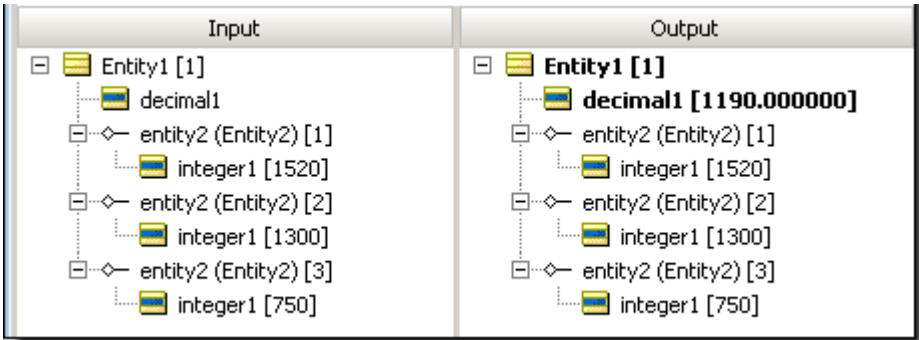 Input
Output
Entity1 [1]
decimal1
entity2 (Entity2) [1]
integer1 [1520]
entity2 (Entity2) [2]
integer1 [1300]
entity2 (Entity2) [3]
integer1 [750]
Entity1 [1]
decimal1 [1190.000000]
entity2 (Entity2) [1]
integer1 [1520]
entity2 (Entity2) [2]
integer1 [1300]
entity2 (Entity2) [3]
integer1 [750]